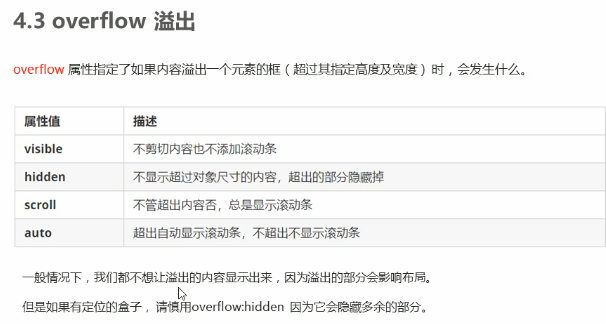 4.3 overflow 溢出
overflow 属性指定了如果内容溢出一个元素的框（超过其指定高度及宽度）时，会发生什么。
属性值 描述
visible 不剪切内容也不添加滚动条
hidden 不显示超过对象尺寸的内容，超出的部分隐藏掉
scroll 不管超出内容否，总是显示滚动条
auto 超出自动显示滚动条，不超出不显示滚动条
一般情况下，我们都不想让溢出的内容显示出来，因为溢出的部分会影响布局。
但是如果有定位的盒子，请慎用overflow:hidden 因为它会隐藏多余的部分。